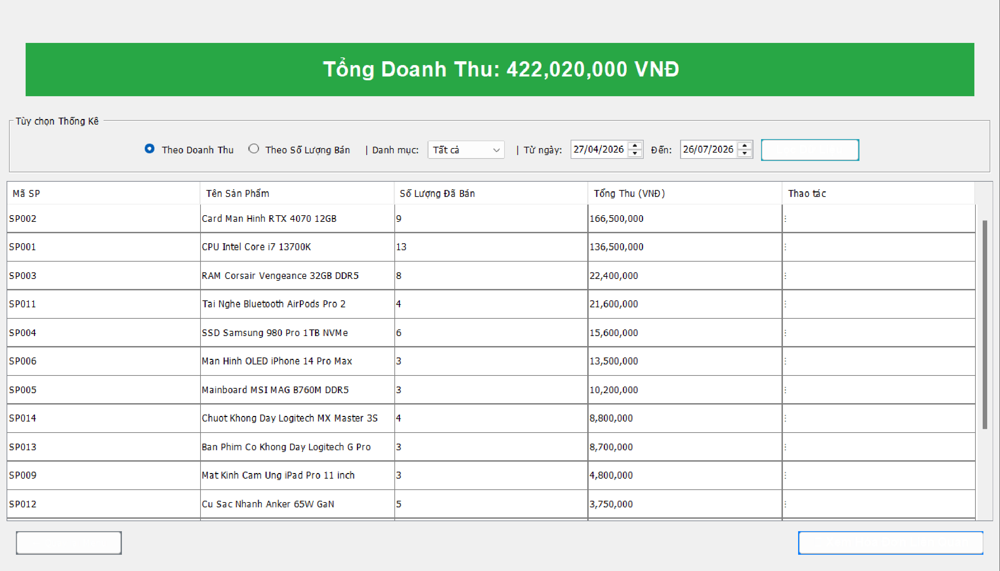 Tổng Doanh Thu: 422,020,000 VNĐ
Tùy chọn Thống Kê
Theo Doanh Thu Theo Số Lượng Bán | Danh mục: Tất cả | Từ ngày: 27/04/2026 Đến: 26/07/2026
Mã SP Tên Sản Phẩm Số Lượng Đã Bán Tổng Thu (VNĐ) Thao tác
SP002 Card Man Hinh RTX 4070 12GB 9 166,500,000 ⋮
SP001 CPU Intel Core i7 13700K 13 136,500,000 ⋮
SP003 RAM Corsair Vengeance 32GB DDR5 8 22,400,000 ⋮
SP011 Tai Nghe Bluetooth AirPods Pro 2 4 21,600,000 ⋮
SP004 SSD Samsung 980 Pro 1TB NVMe 6 15,600,000 ⋮
SP006 Man Hinh OLED iPhone 14 Pro Max 3 13,500,000 ⋮
SP005 Mainboard MSI MAG B760M DDR5 3 10,200,000 ⋮
SP014 Chuot Khong Day Logitech MX Master 3S 4 8,800,000 ⋮
SP013 Ban Phim Co Khong Day Logitech G Pro 3 8,700,000 ⋮
SP009 Mat Kinh Cam Ung iPad Pro 11 inch 3 4,800,000 ⋮
SP012 Cu Sac Nhanh Anker 65W GaN 5 3,750,000 ⋮